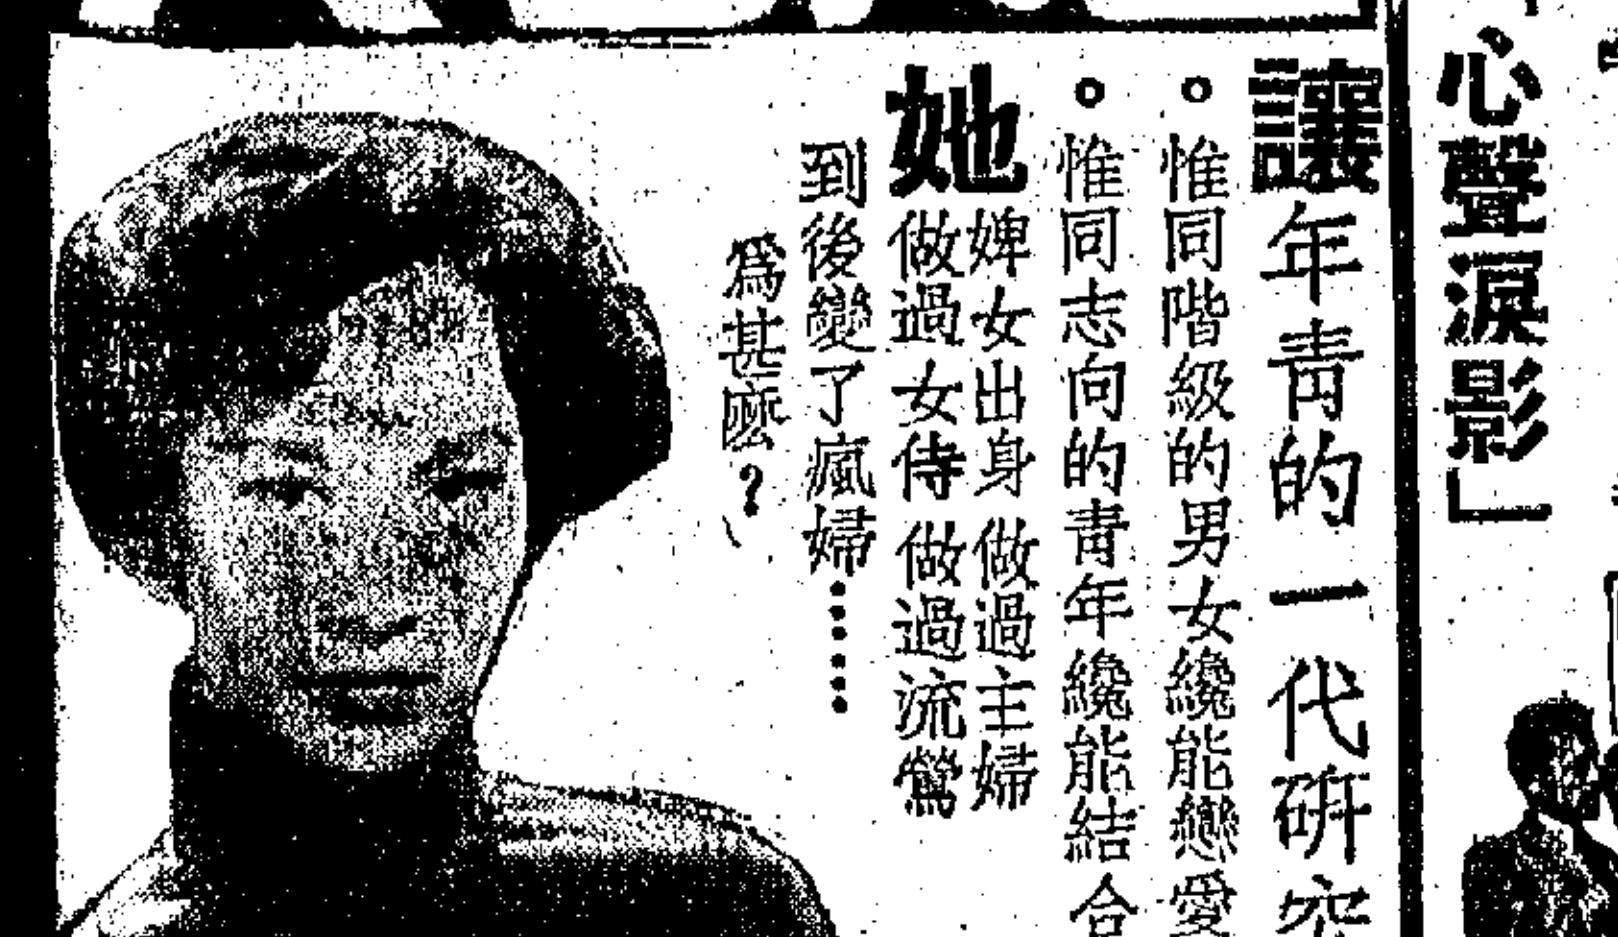 心聲淚影」
讓年青的一代研究
。惟同階級的男女纔能戀愛
。惟同志向的青年纔能結合
她
婢女出身 做過主婦
做過女侍 做過流鶯
到後變了瘋婦……
為甚麽?